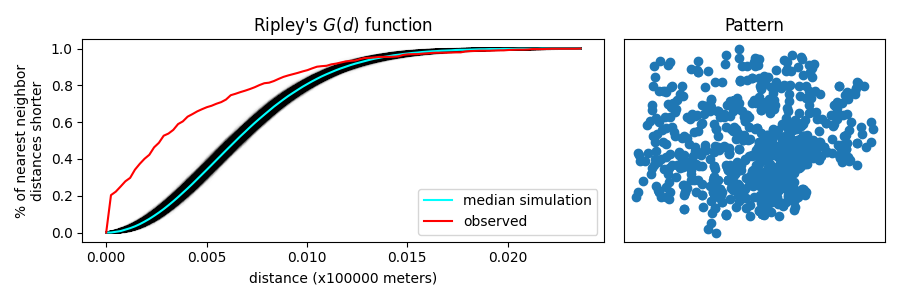 Ripley's G(d) function
% of nearest neighbor
distances shorter
1.0
0.8
0.6
0.4
0.2
0.0
median simulation
observed
0.000
0.005
0.010
0.015
0.020
distance (x100000 meters)
Pattern